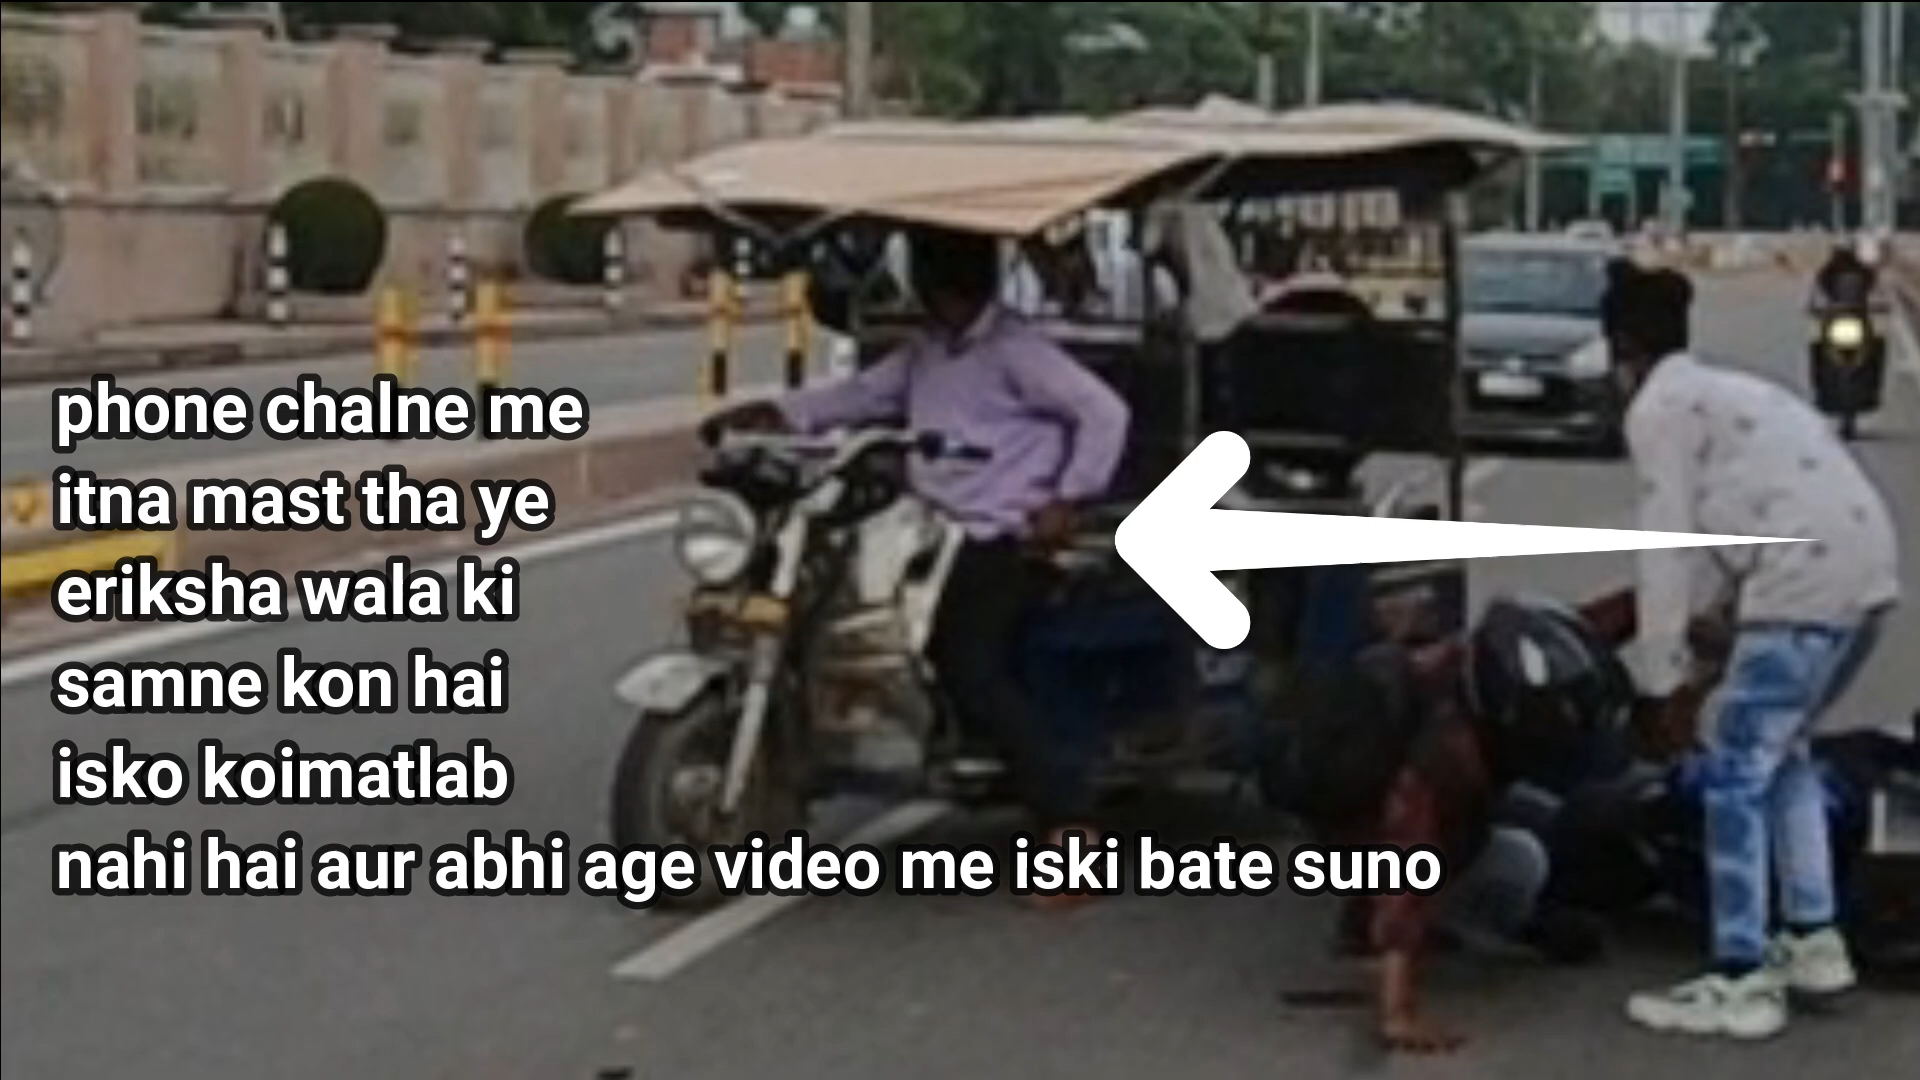 phone chalne me
itna mast tha ye
eriksha wala ki
samne kon hai
isko koimatlab
nahi hai aur abhi age video me iski bate suno